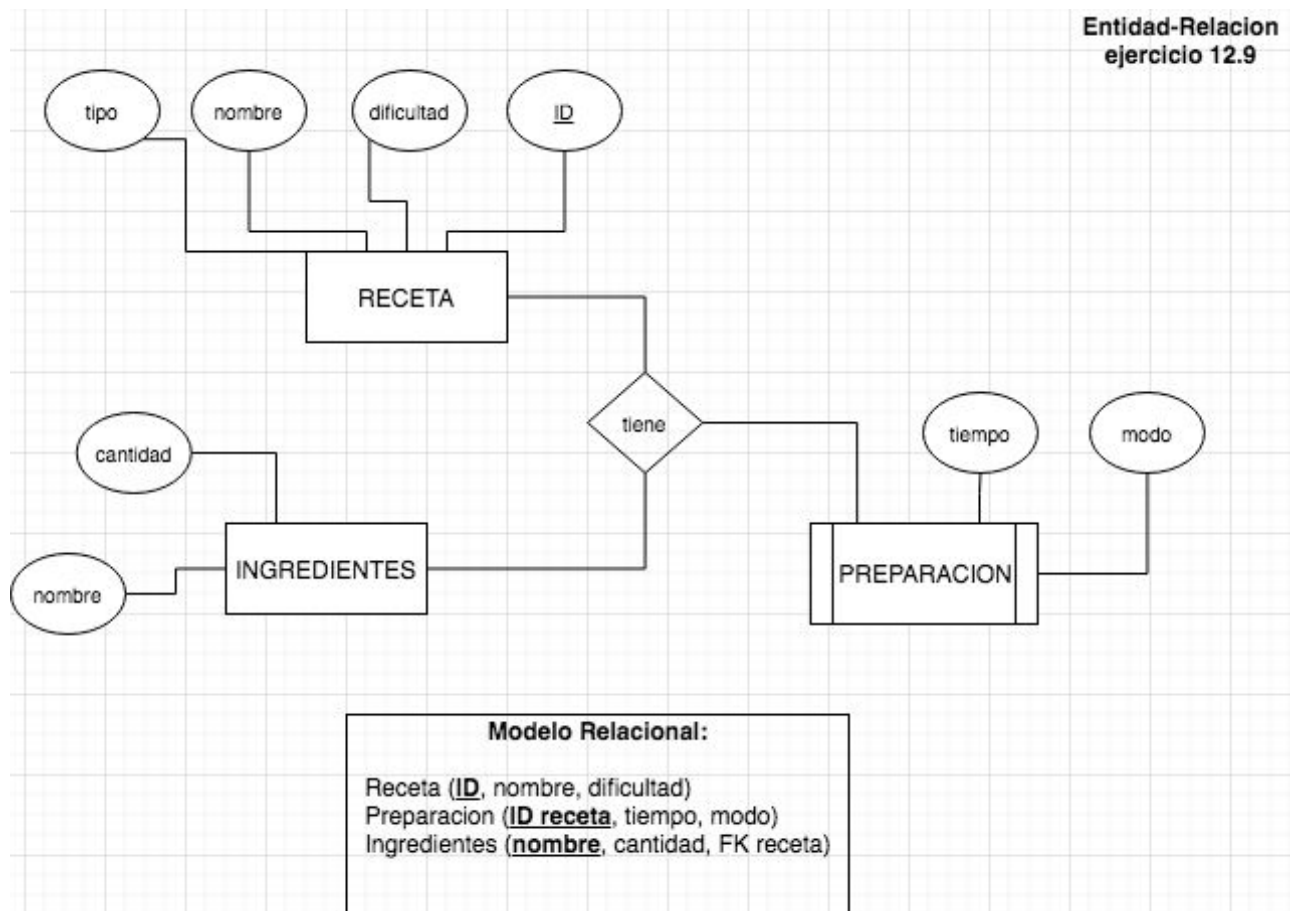 Entidad-Relacion
ejercicio 12.9
tipo
nombre
dificultad
ID
RECETA
tiene
cantidad
tiempo
modo
INGREDIENTES
PREPARACION
nombre
Modelo Relacional:
Receta (ID, nombre, dificultad)
Preparacion (ID receta, tiempo, modo)
Ingredientes (nombre, cantidad, FK receta)